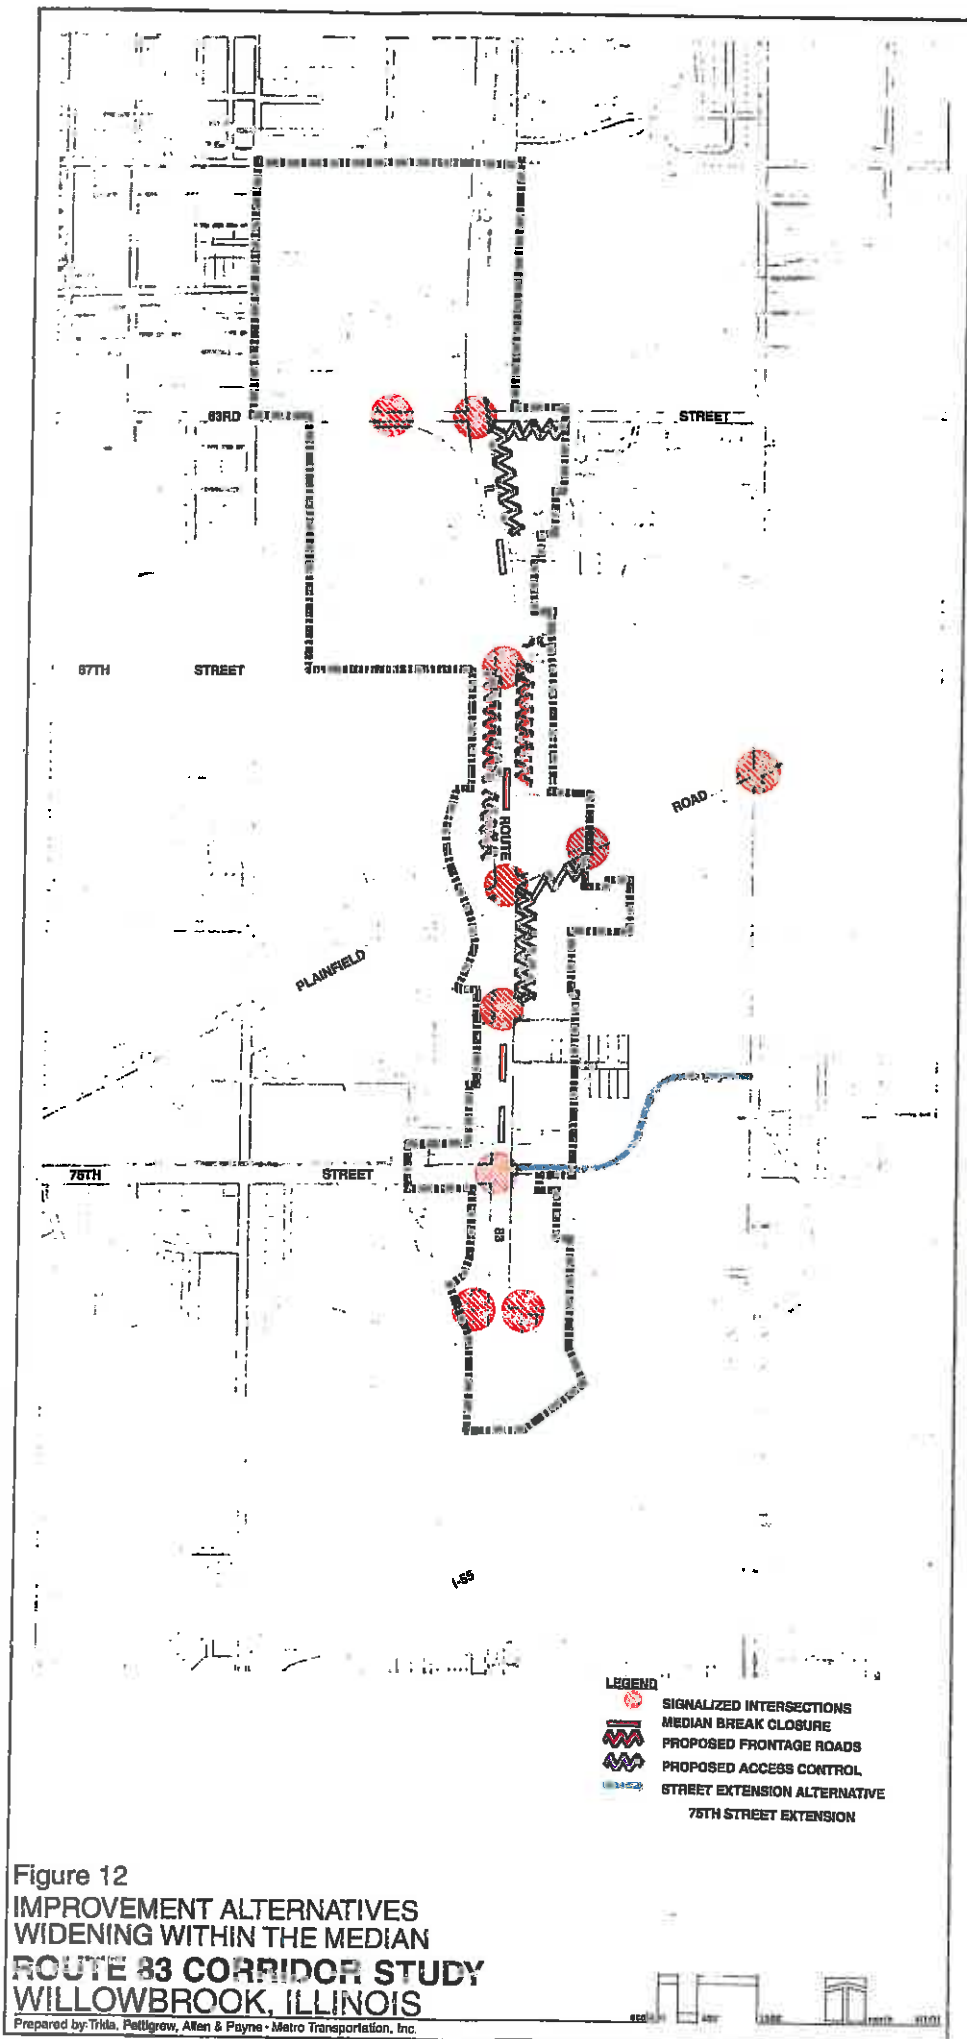 63RD STREET
67TH STREET
ROUTE
ROAD
PLAINFIELD
75TH STREET
83
I-55
LEGEND
SIGNALIZED INTERSECTIONS
MEDIAN BREAK CLOSURE
PROPOSED FRONTAGE ROADS
PROPOSED ACCESS CONTROL
STREET EXTENSION ALTERNATIVE
75TH STREET EXTENSION
Figure 12
IMPROVEMENT ALTERNATIVES
WIDENING WITHIN THE MEDIAN
ROUTE 83 CORRIDOR STUDY
WILLOWBROOK, ILLINOIS
Prepared by: Trkla, Pettigrew, Allen & Payne • Metro Transportation, Inc.
north